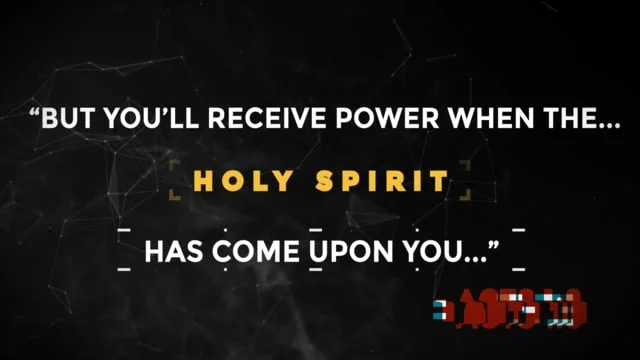 “BUT YOU’LL RECEIVE POWER WHEN THE...
HOLY SPIRIT
HAS COME UPON YOU...”